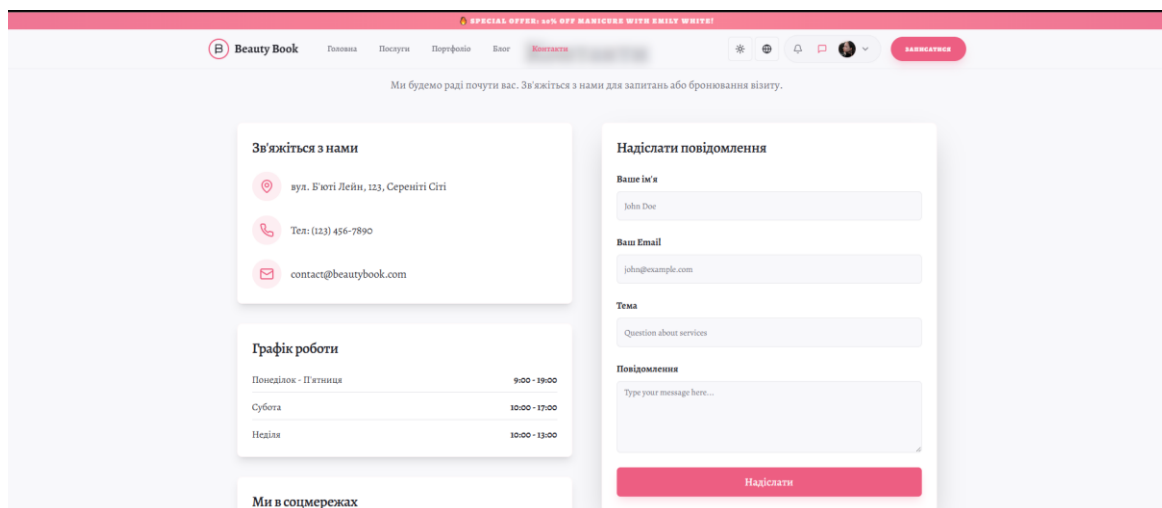 🔥 SPECIAL OFFER: 20% OFF MANICURE WITH EMILY WHITE!
Beauty Book Головна Послуги Портфоліо Блог Контакти ЗАПИСАТИСЯ
Ми будемо раді почути вас. Зв'яжіться з нами для запитань або бронювання візиту.
Зв'яжіться з нами
вул. Б'юті Лейн, 123, Сереніті Сіті
Тел: (123) 456-7890
contact@beautybook.com
Графік роботи
Понеділок - П'ятниця 9:00 - 19:00
Субота 10:00 - 17:00
Неділя 10:00 - 13:00
Ми в соцмережах
Надіслати повідомлення
Ваше ім'я
John Doe
Ваш Email
john@example.com
Тема
Question about services
Повідомлення
Type your message here...
Надіслати